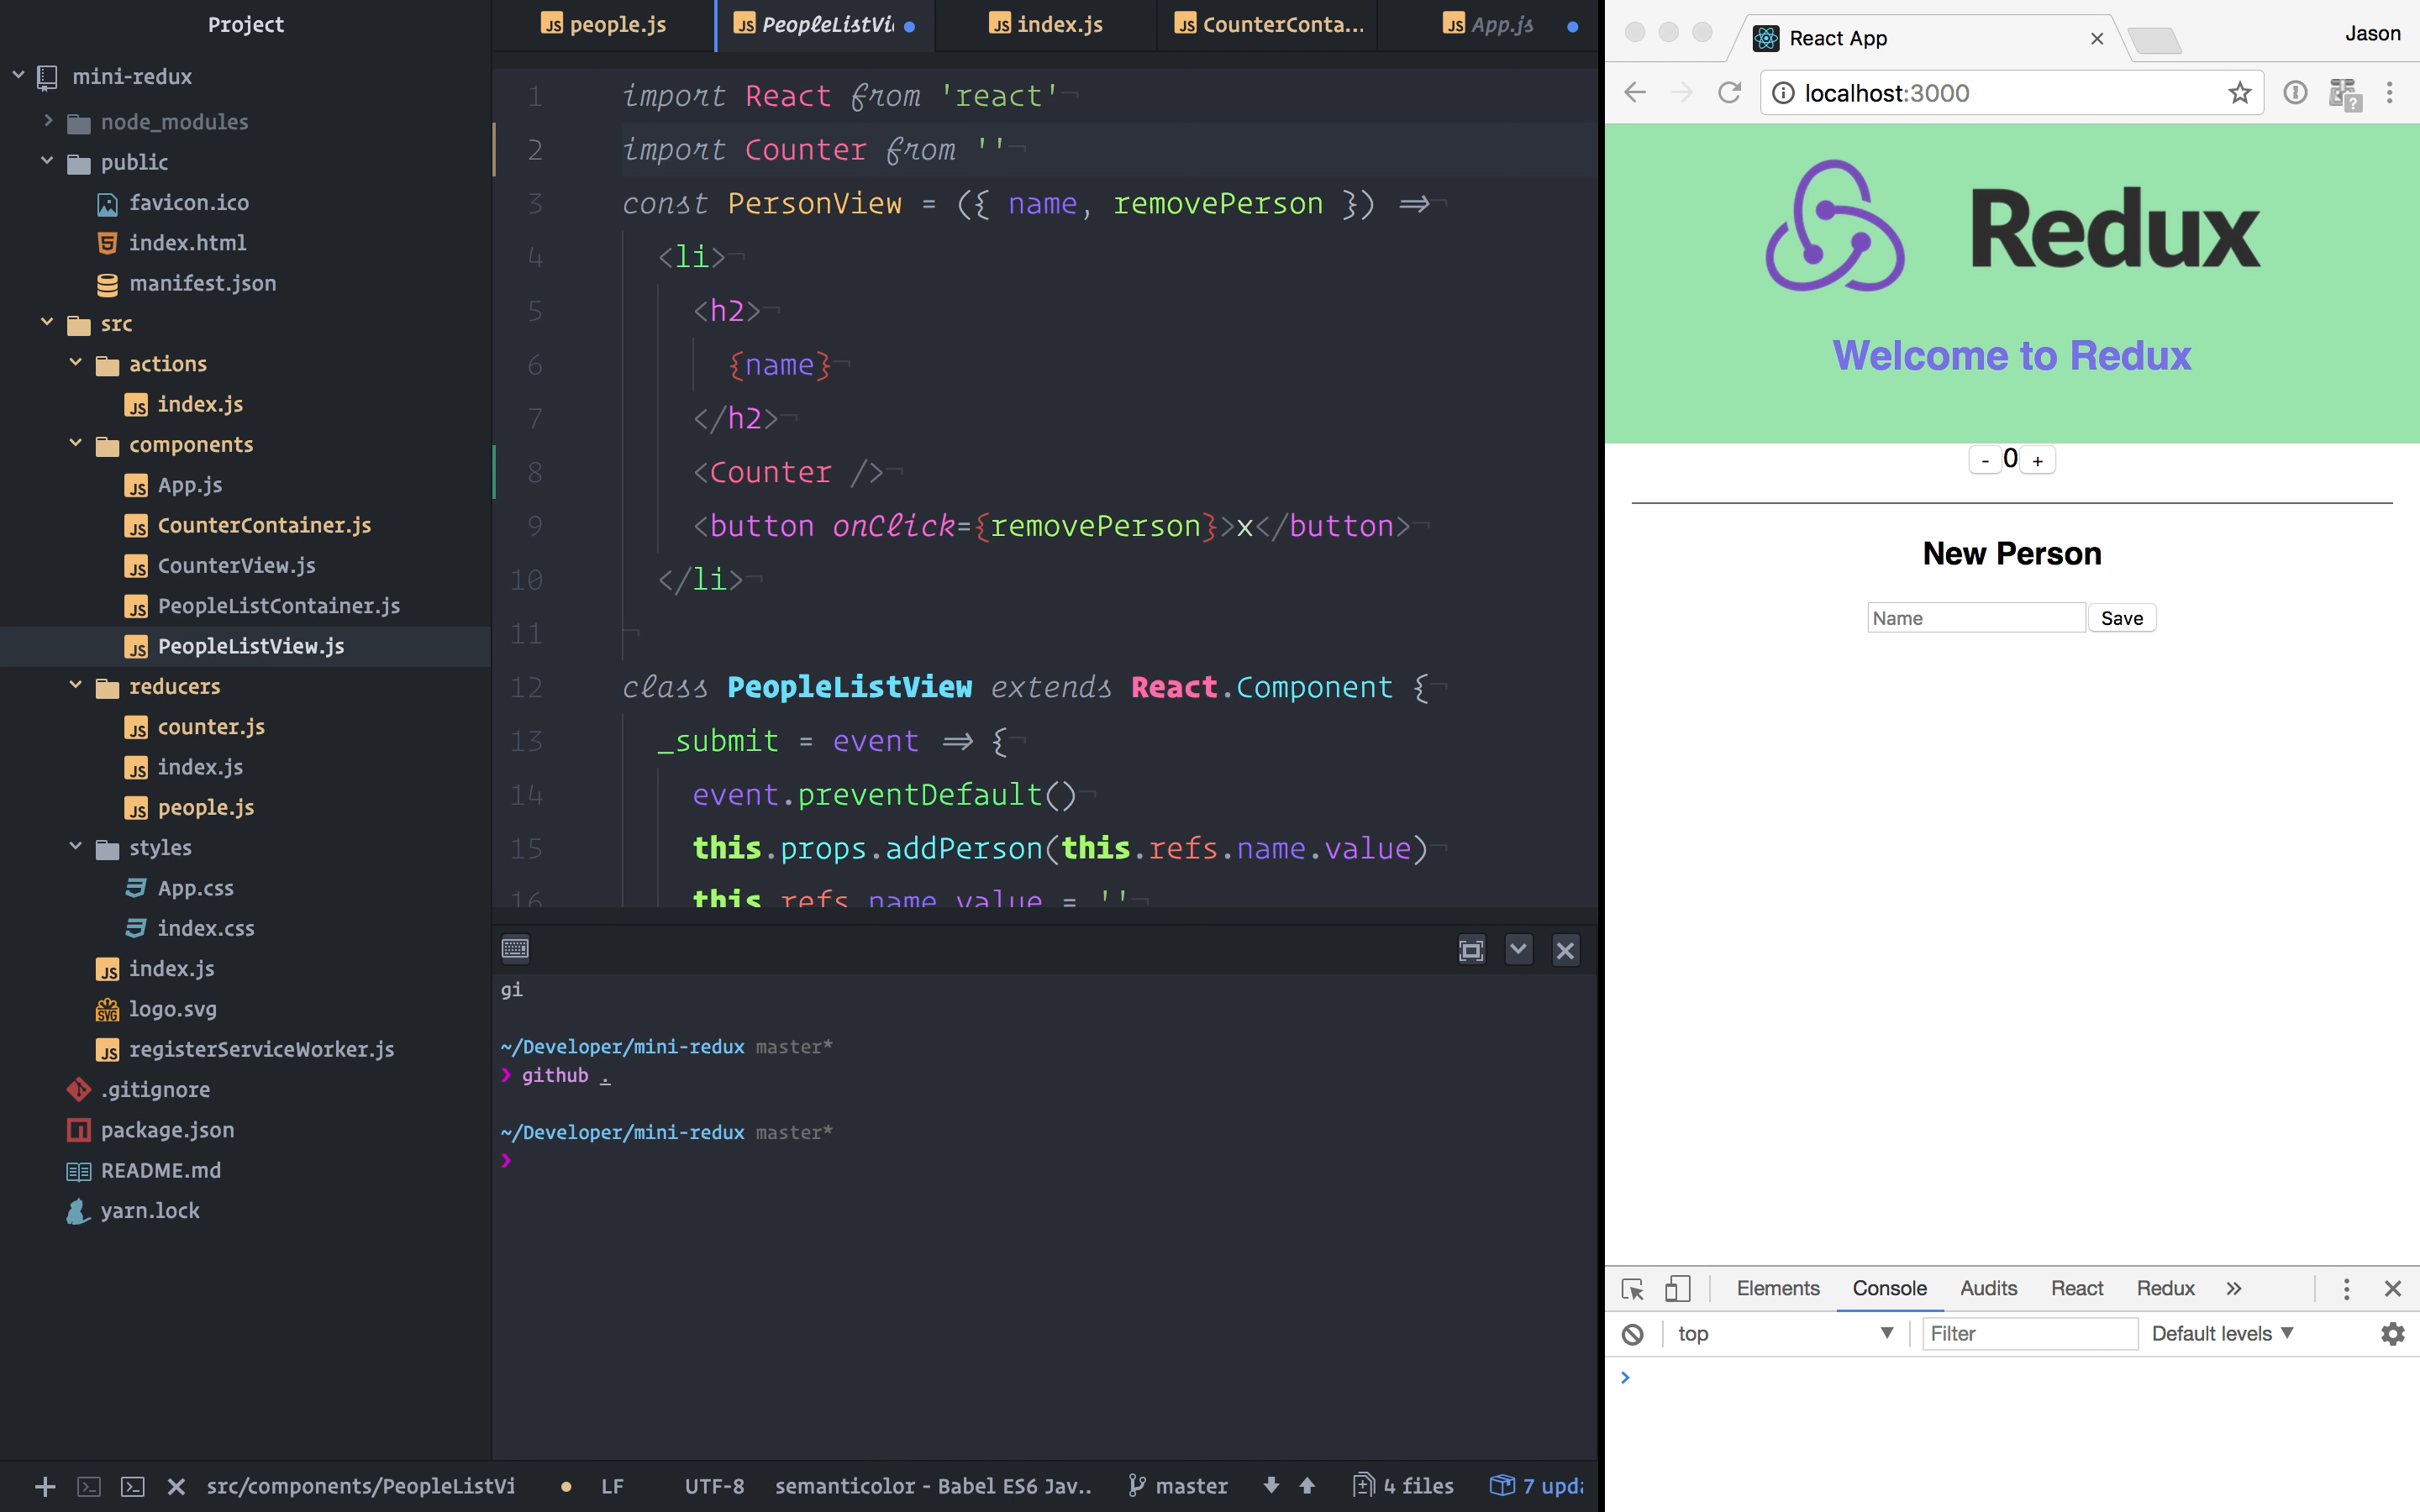 Project
mini-redux
node_modules
public
favicon.ico
index.html
manifest.json
src
actions
index.js
components
App.js
CounterContainer.js
CounterView.js
PeopleListContainer.js
PeopleListView.js
reducers
counter.js
index.js
people.js
styles
App.css
index.css
index.js
logo.svg
registerServiceWorker.js
.gitignore
package.json
README.md
yarn.lock
people.js
PeopleListVi
index.js
CounterConta...
App.js
1 import React from 'react'¬
2 import Counter from ''¬
3 const PersonView = ({ name, removePerson }) =>¬
4 <li>¬
5 <h2>¬
6 {name}¬
7 </h2>¬
8 <Counter />¬
9 <button onClick={removePerson}>x</button>¬
10 </li>¬
11 ¬
12 class PeopleListView extends React.Component {¬
13 _submit = event => {¬
14 event.preventDefault()¬
15 this.props.addPerson(this.refs.name.value)¬
16 this.refs.name.value = ''¬
gi
~/Developer/mini-redux master*
❯ github .
~/Developer/mini-redux master*
❯
src/components/PeopleListVi
LF
UTF-8
semanticolor - Babel ES6 Jav..
master
4 files
7 upda
React App
Jason
localhost:3000
Redux
Welcome to Redux
- 0 +
New Person
Name
Save
Elements
Console
Audits
React
Redux
»
top
Filter
Default levels